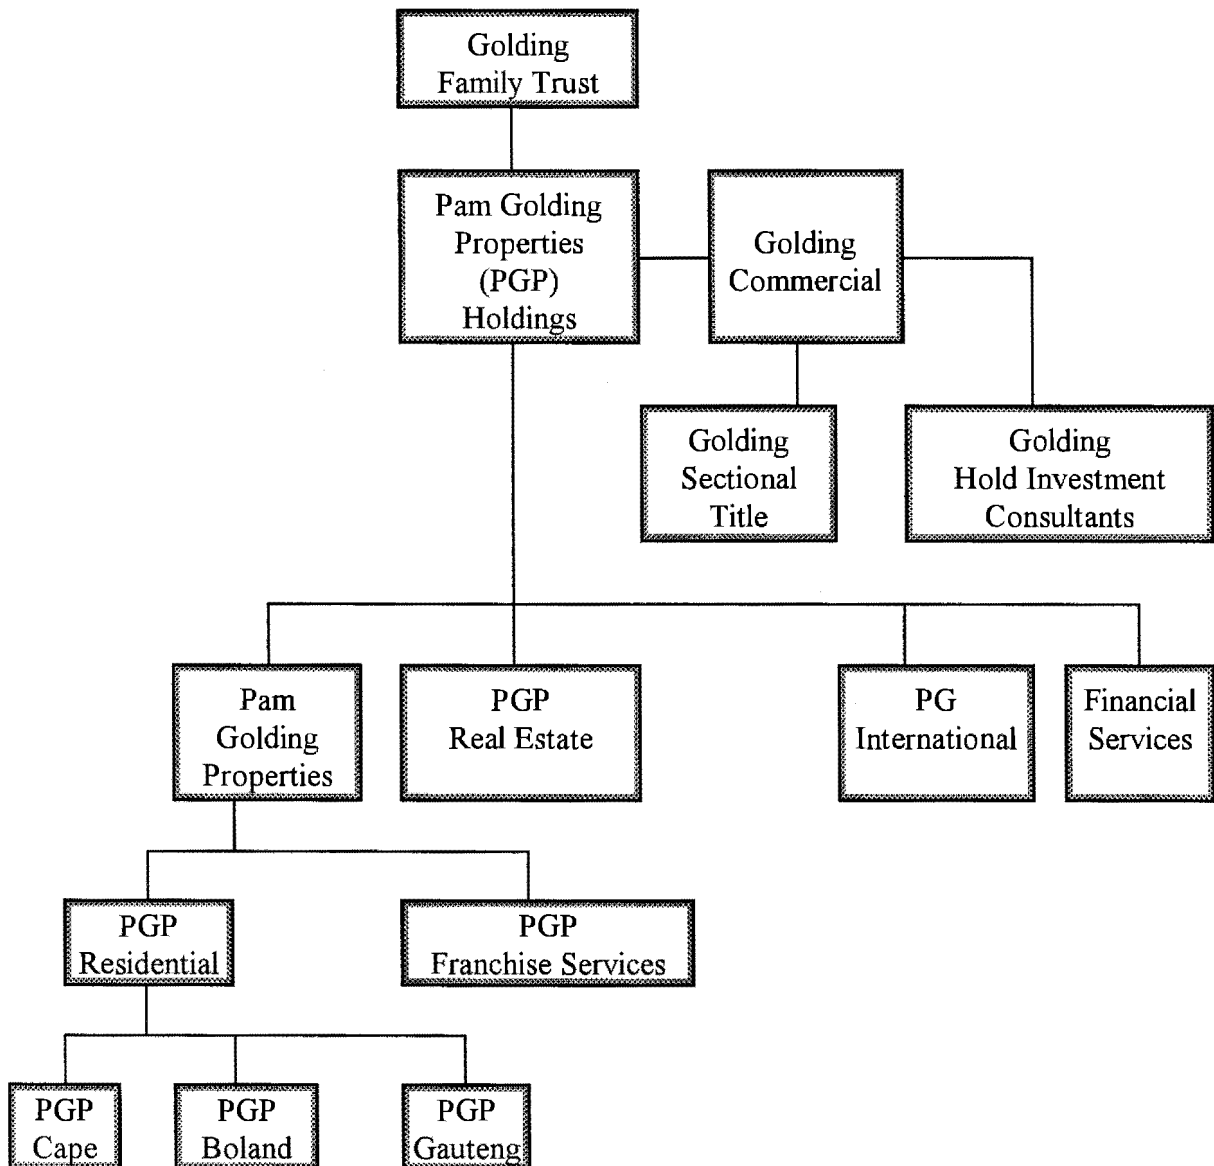 Golding
Family Trust
Pam Golding
Properties
(PGP)
Holdings
Golding
Commercial
Golding
Sectional
Title
Golding
Hold Investment
Consultants
Pam
Golding
Properties
PGP
Real Estate
PG
International
Financial
Services
PGP
Residential
PGP
Franchise Services
PGP
Cape
PGP
Boland
PGP
Gauteng